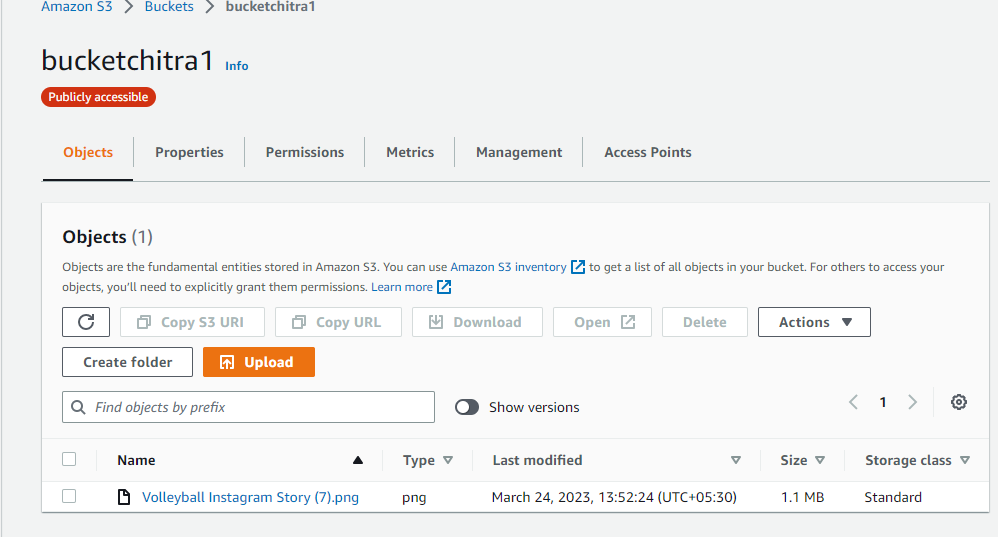 Amazon S3 > Buckets > bucketchitra1
bucketchitra1 Info
Publicly accessible
Objects Properties Permissions Metrics Management Access Points
Objects (1)
Objects are the fundamental entities stored in Amazon S3. You can use Amazon S3 inventory to get a list of all objects in your bucket. For others to access your
objects, you'll need to explicitly grant them permissions. Learn more
Copy S3 URI Copy URL Download Open Delete Actions
Create folder Upload
Find objects by prefix Show versions 1
Name Type Last modified Size Storage class
Volleyball Instagram Story (7).png png March 24, 2023, 13:52:24 (UTC+05:30) 1.1 MB Standard